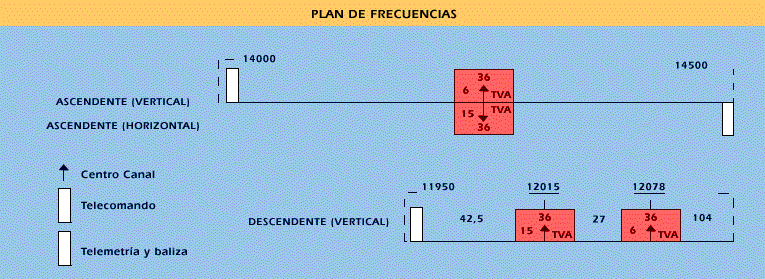 PLAN DE FRECUENCIAS
14000
14500
36
6 TVA
ASCENDENTE (VERTICAL)
15 TVA
ASCENDENTE (HORIZONTAL)
36
Centro Canal
Telecomando
Telemetría y baliza
11950 12015 12078
DESCENDENTE (VERTICAL) 42,5 36 27 36 104
15 TVA 6 TVA